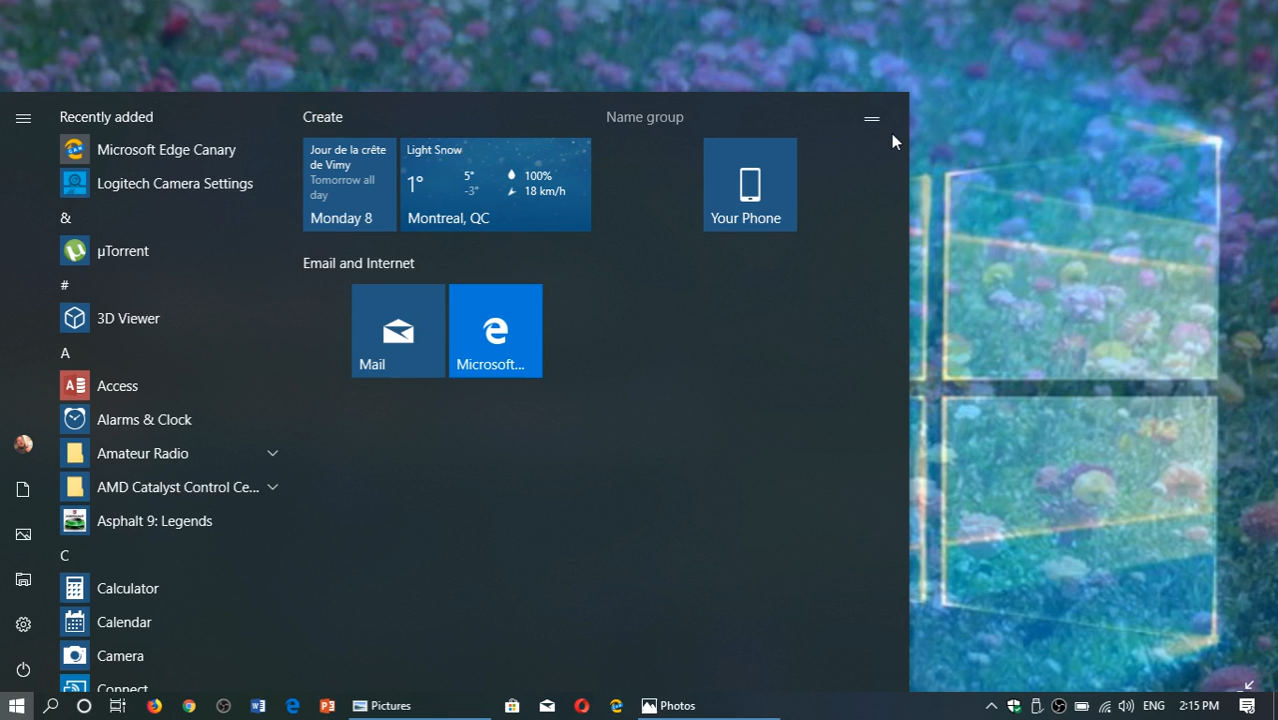 Recently added
Microsoft Edge Canary
Logitech Camera Settings
&
µTorrent
#
3D Viewer
A
Access
Alarms & Clock
Amateur Radio
AMD Catalyst Control Ce...
Asphalt 9: Legends
C
Calculator
Calendar
Camera
Connect
Create
Jour de la crête
de Vimy
Tomorrow all
day
Monday 8
Light Snow
1°
5°
-3°
100%
18 km/h
Montreal, QC
Name group
Your Phone
Email and Internet
Mail
Microsoft...
Pictures
Photos
ENG
2:15 PM